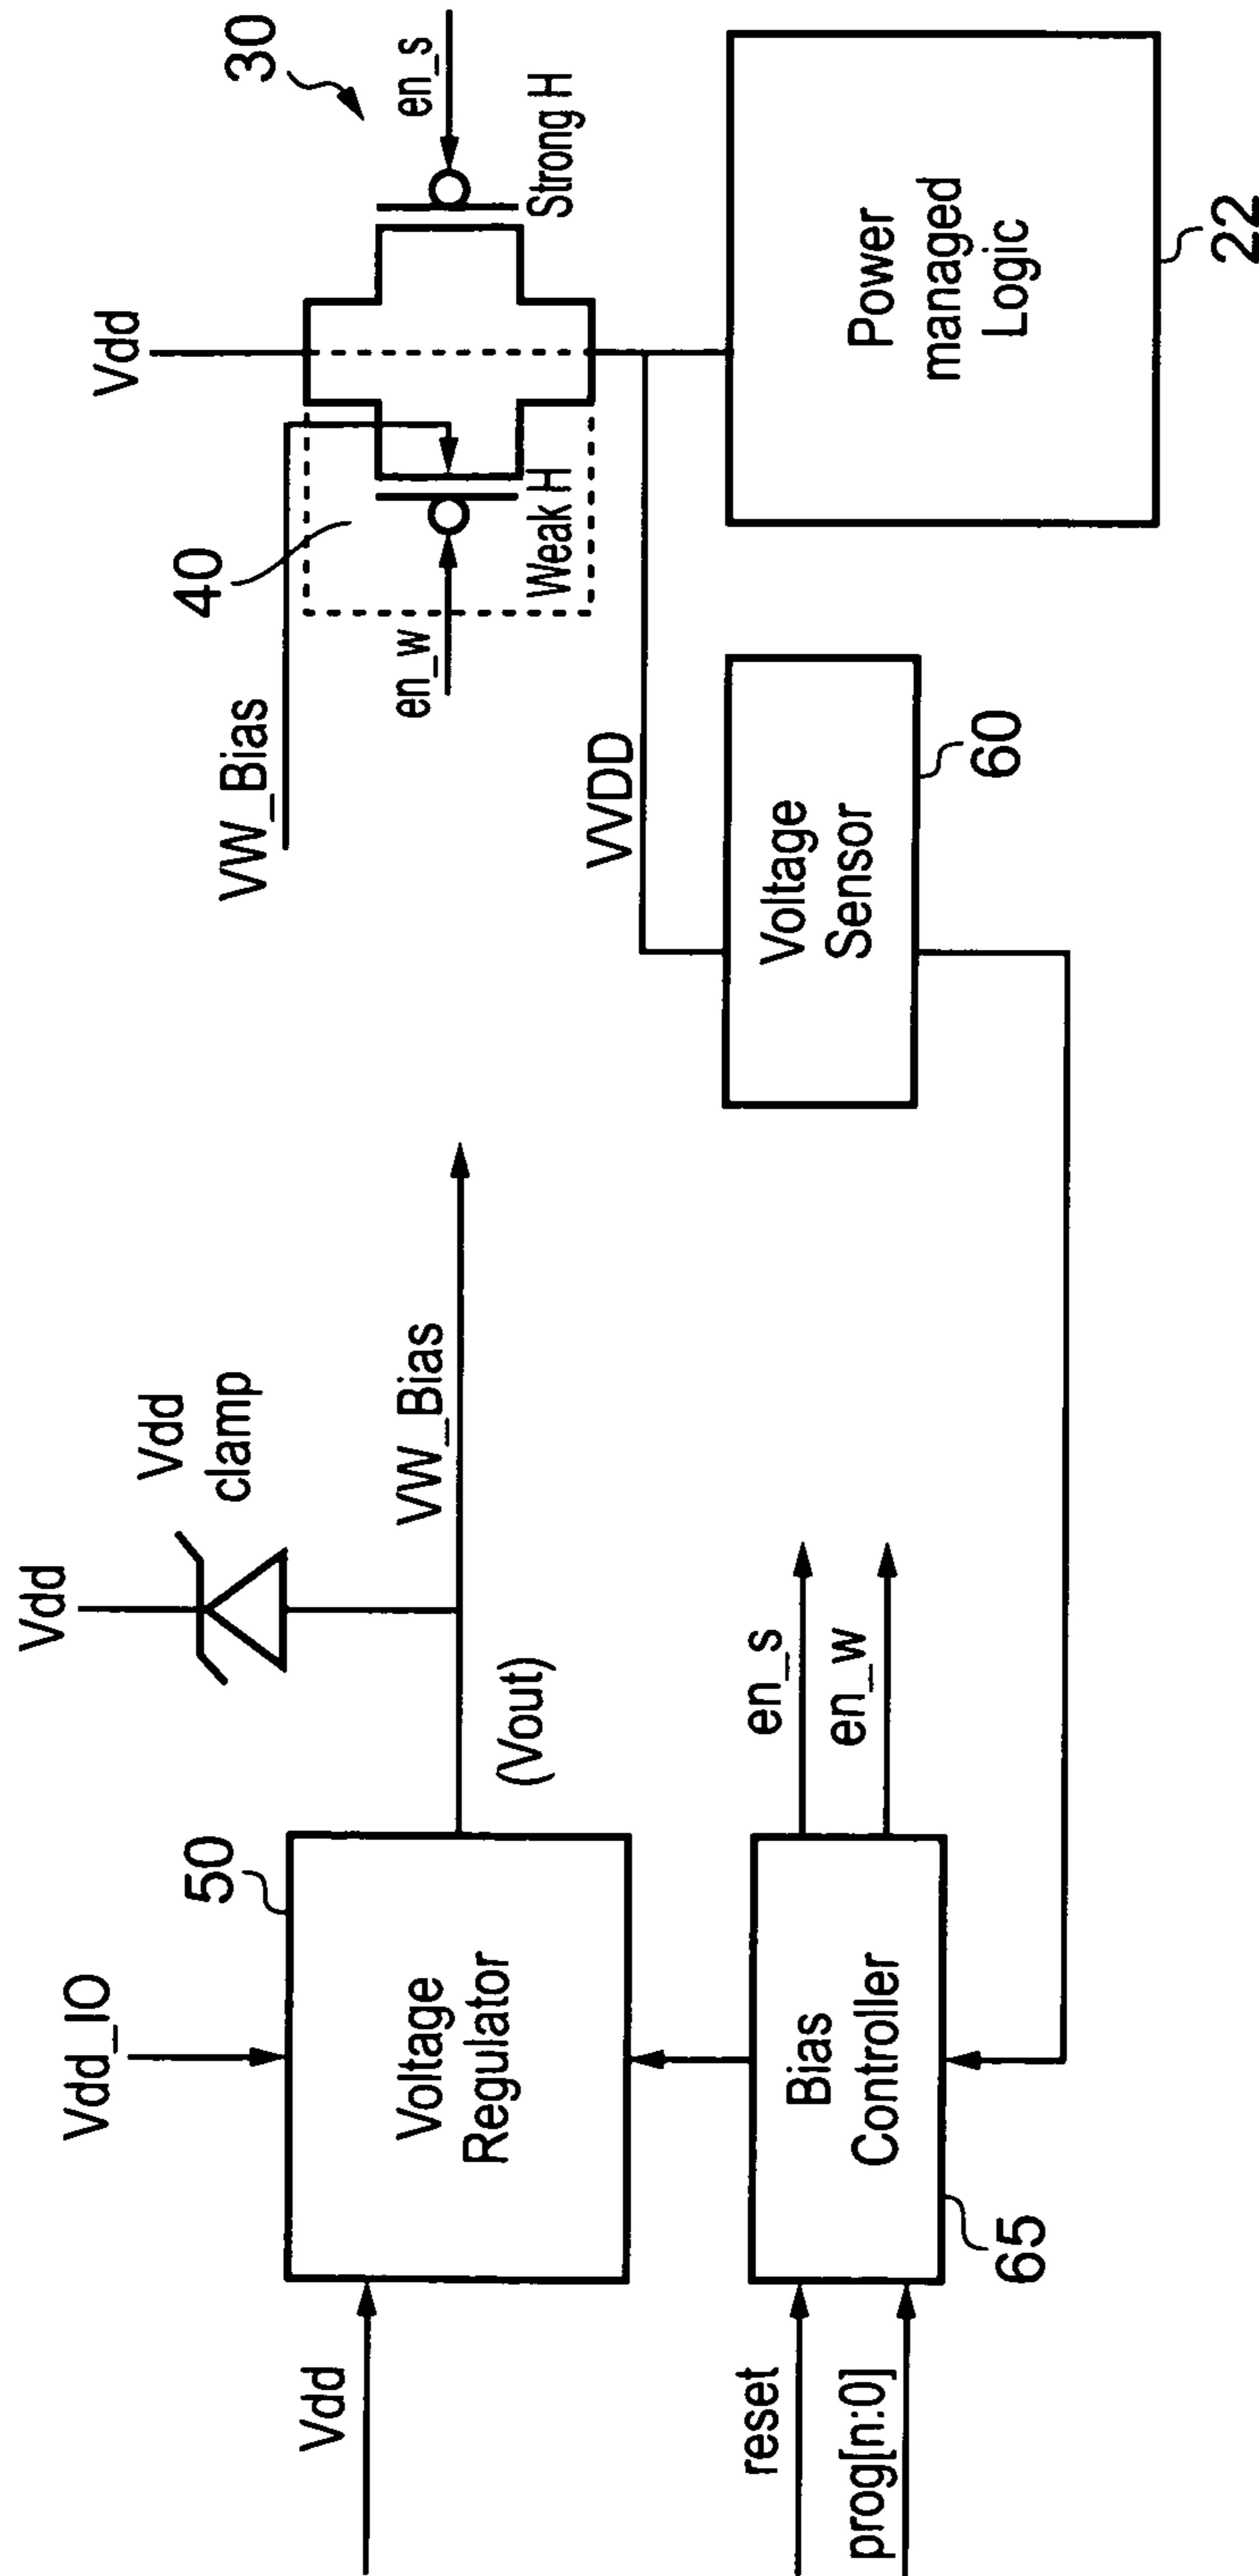 Vdd
Vdd_IO
50
Voltage
Regulator
(Vout)
Vdd
Vdd
clamp
VW_Bias
reset
prog[n:0]
Bias
Controller
65
en_s
en_w
VW_Bias
Vdd
40
en_w
Weak H
30
en_s
Strong H
VVDD
Voltage
Sensor
60
Power
managed
Logic
22